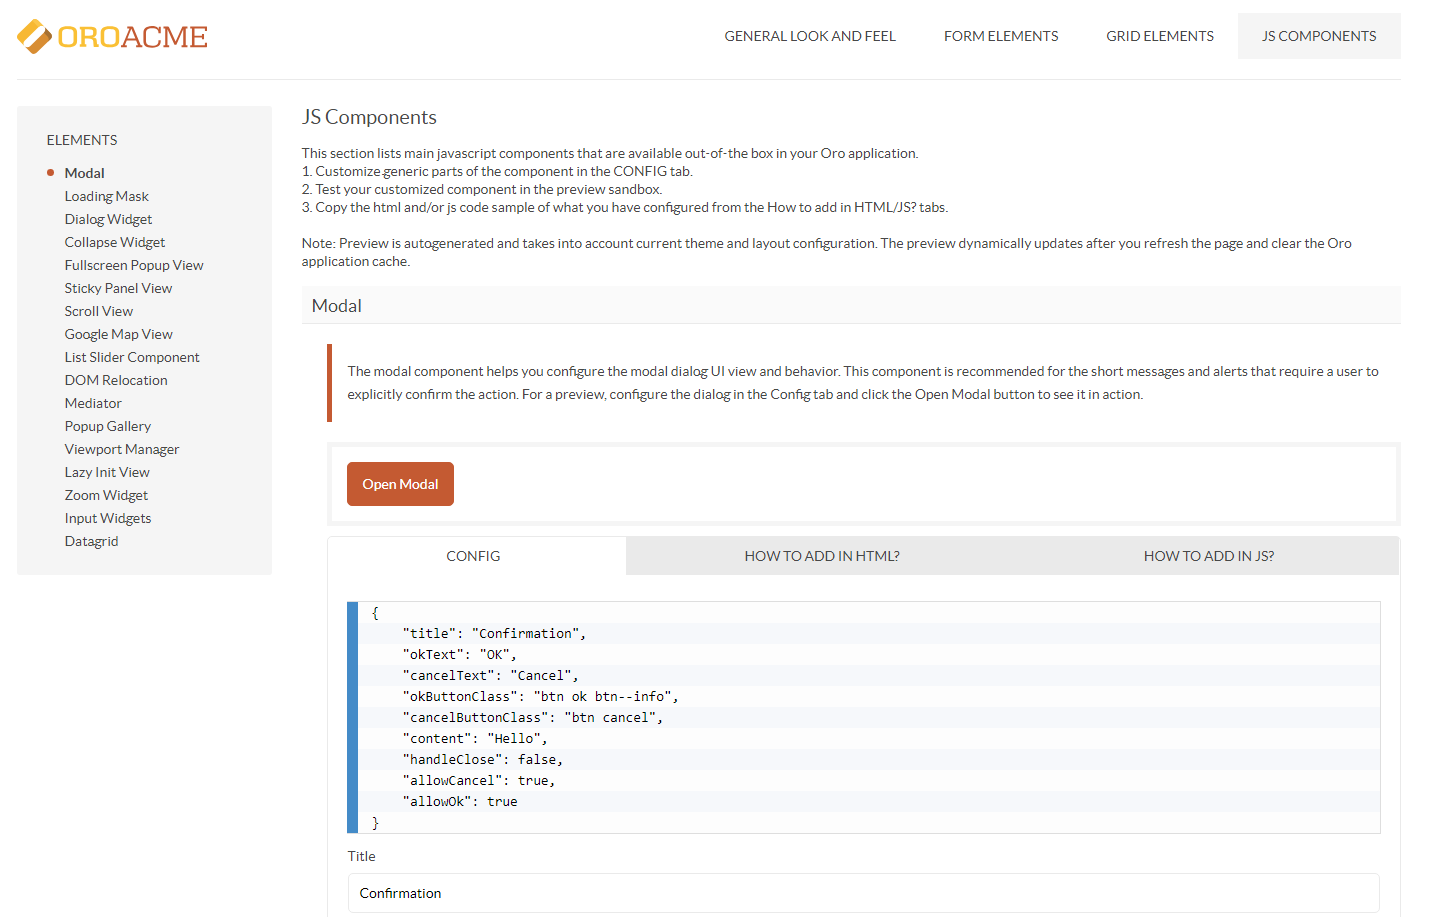 OROACME
GENERAL LOOK AND FEEL
FORM ELEMENTS
GRID ELEMENTS
JS COMPONENTS
ELEMENTS
Modal
Loading Mask
Dialog Widget
Collapse Widget
Fullscreen Popup View
Sticky Panel View
Scroll View
Google Map View
List Slider Component
DOM Relocation
Mediator
Popup Gallery
Viewport Manager
Lazy Init View
Zoom Widget
Input Widgets
Datagrid
JS Components
This section lists main javascript components that are available out-of-the box in your Oro application.
1. Customize generic parts of the component in the CONFIG tab.
2. Test your customized component in the preview sandbox.
3. Copy the html and/or js code sample of what you have configured from the How to add in HTML/JS? tabs.
Note: Preview is autogenerated and takes into account current theme and layout configuration. The preview dynamically updates after you refresh the page and clear the Oro
application cache.
Modal
The modal component helps you configure the modal dialog UI view and behavior. This component is recommended for the short messages and alerts that require a user to
explicitly confirm the action. For a preview, configure the dialog in the Config tab and click the Open Modal button to see it in action.
Open Modal
CONFIG
HOW TO ADD IN HTML?
HOW TO ADD IN JS?
{
"title": "Confirmation",
"okText": "OK",
"cancelText": "Cancel",
"okButtonClass": "btn ok btn--info",
"cancelButtonClass": "btn cancel",
"content": "Hello",
"handleClose": false,
"allowCancel": true,
"allowOk": true
}
Title
Confirmation